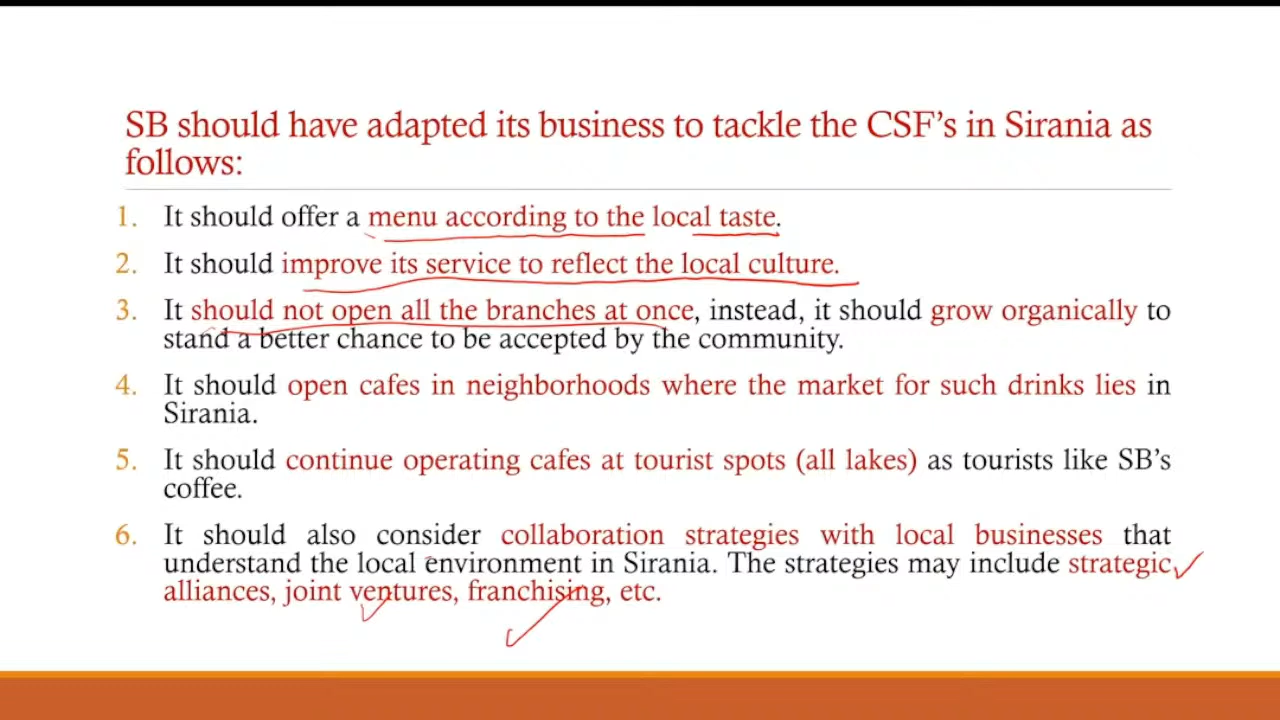 SB should have adapted its business to tackle the CSF's in Sirania as
follows:
1. It should offer a menu according to the local taste.
2. It should improve its service to reflect the local culture.
3. It should not open all the branches at once, instead, it should grow organically to
stand a better chance to be accepted by the community.
4. It should open cafes in neighborhoods where the market for such drinks lies in
Sirania.
5. It should continue operating cafes at tourist spots (all lakes) as tourists like SB's
coffee.
6. It should also consider collaboration strategies with local businesses that
understand the local environment in Sirania. The strategies may include strategic
alliances, joint ventures, franchising, etc.